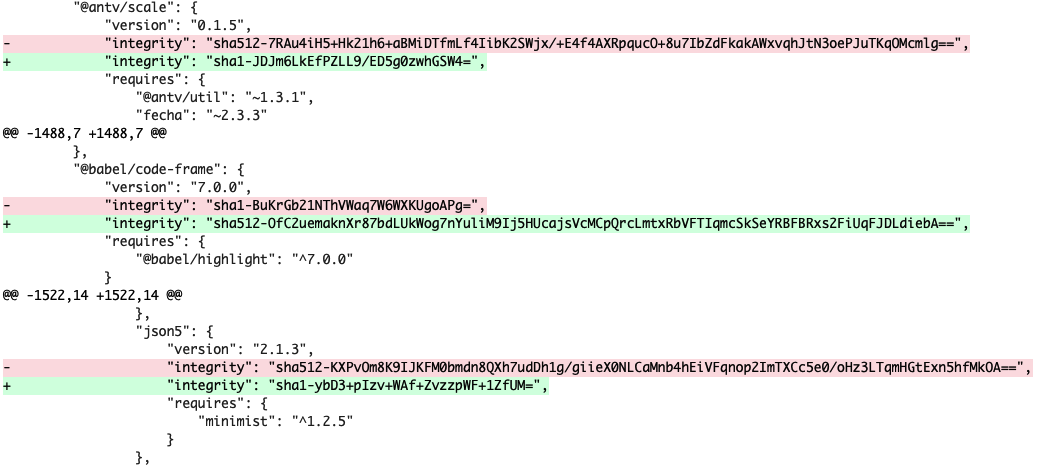 "@antv/scale": {
"version": "0.1.5",
- "integrity": "sha512-7RAu4iH5+Hk21h6+aBMiDTfmLf4IibK2SWjx/+E4f4AXRpqucO+8u7IbZdFkakAWxvqhJtN3oePJuTKqOMcmlg==",
+ "integrity": "sha1-JDJm6LkEfPZLL9/ED5g0zwhGSW4=",
"requires": {
"@antv/util": "~1.3.1",
"fecha": "~2.3.3"
@@ -1488,7 +1488,7 @@
},
"@babel/code-frame": {
"version": "7.0.0",
- "integrity": "sha1-BuKrGb21NThVWaq7W6WXKUgoAPg=",
+ "integrity": "sha512-OfC2uemaknXr87bdLUkWog7nYuliM9Ij5HUcajsVcMCpQrcLmtxRbVFTIqmcSkSeYRBFBRxs2FiUqFJDLdiebA==",
"requires": {
"@babel/highlight": "^7.0.0"
}
@@ -1522,14 +1522,14 @@
},
"json5": {
"version": "2.1.3",
- "integrity": "sha512-KXPvOm8K9IJKFM0bmdn8QXh7udDh1g/giieX0NLCaMnb4hEiVFqnop2ImTXCc5e0/oHz3LTqmHGtExn5hfMkOA==",
+ "integrity": "sha1-ybD3+pIzv+WAf+ZvzzpWF+1ZfUM=",
"requires": {
"minimist": "^1.2.5"
}
},